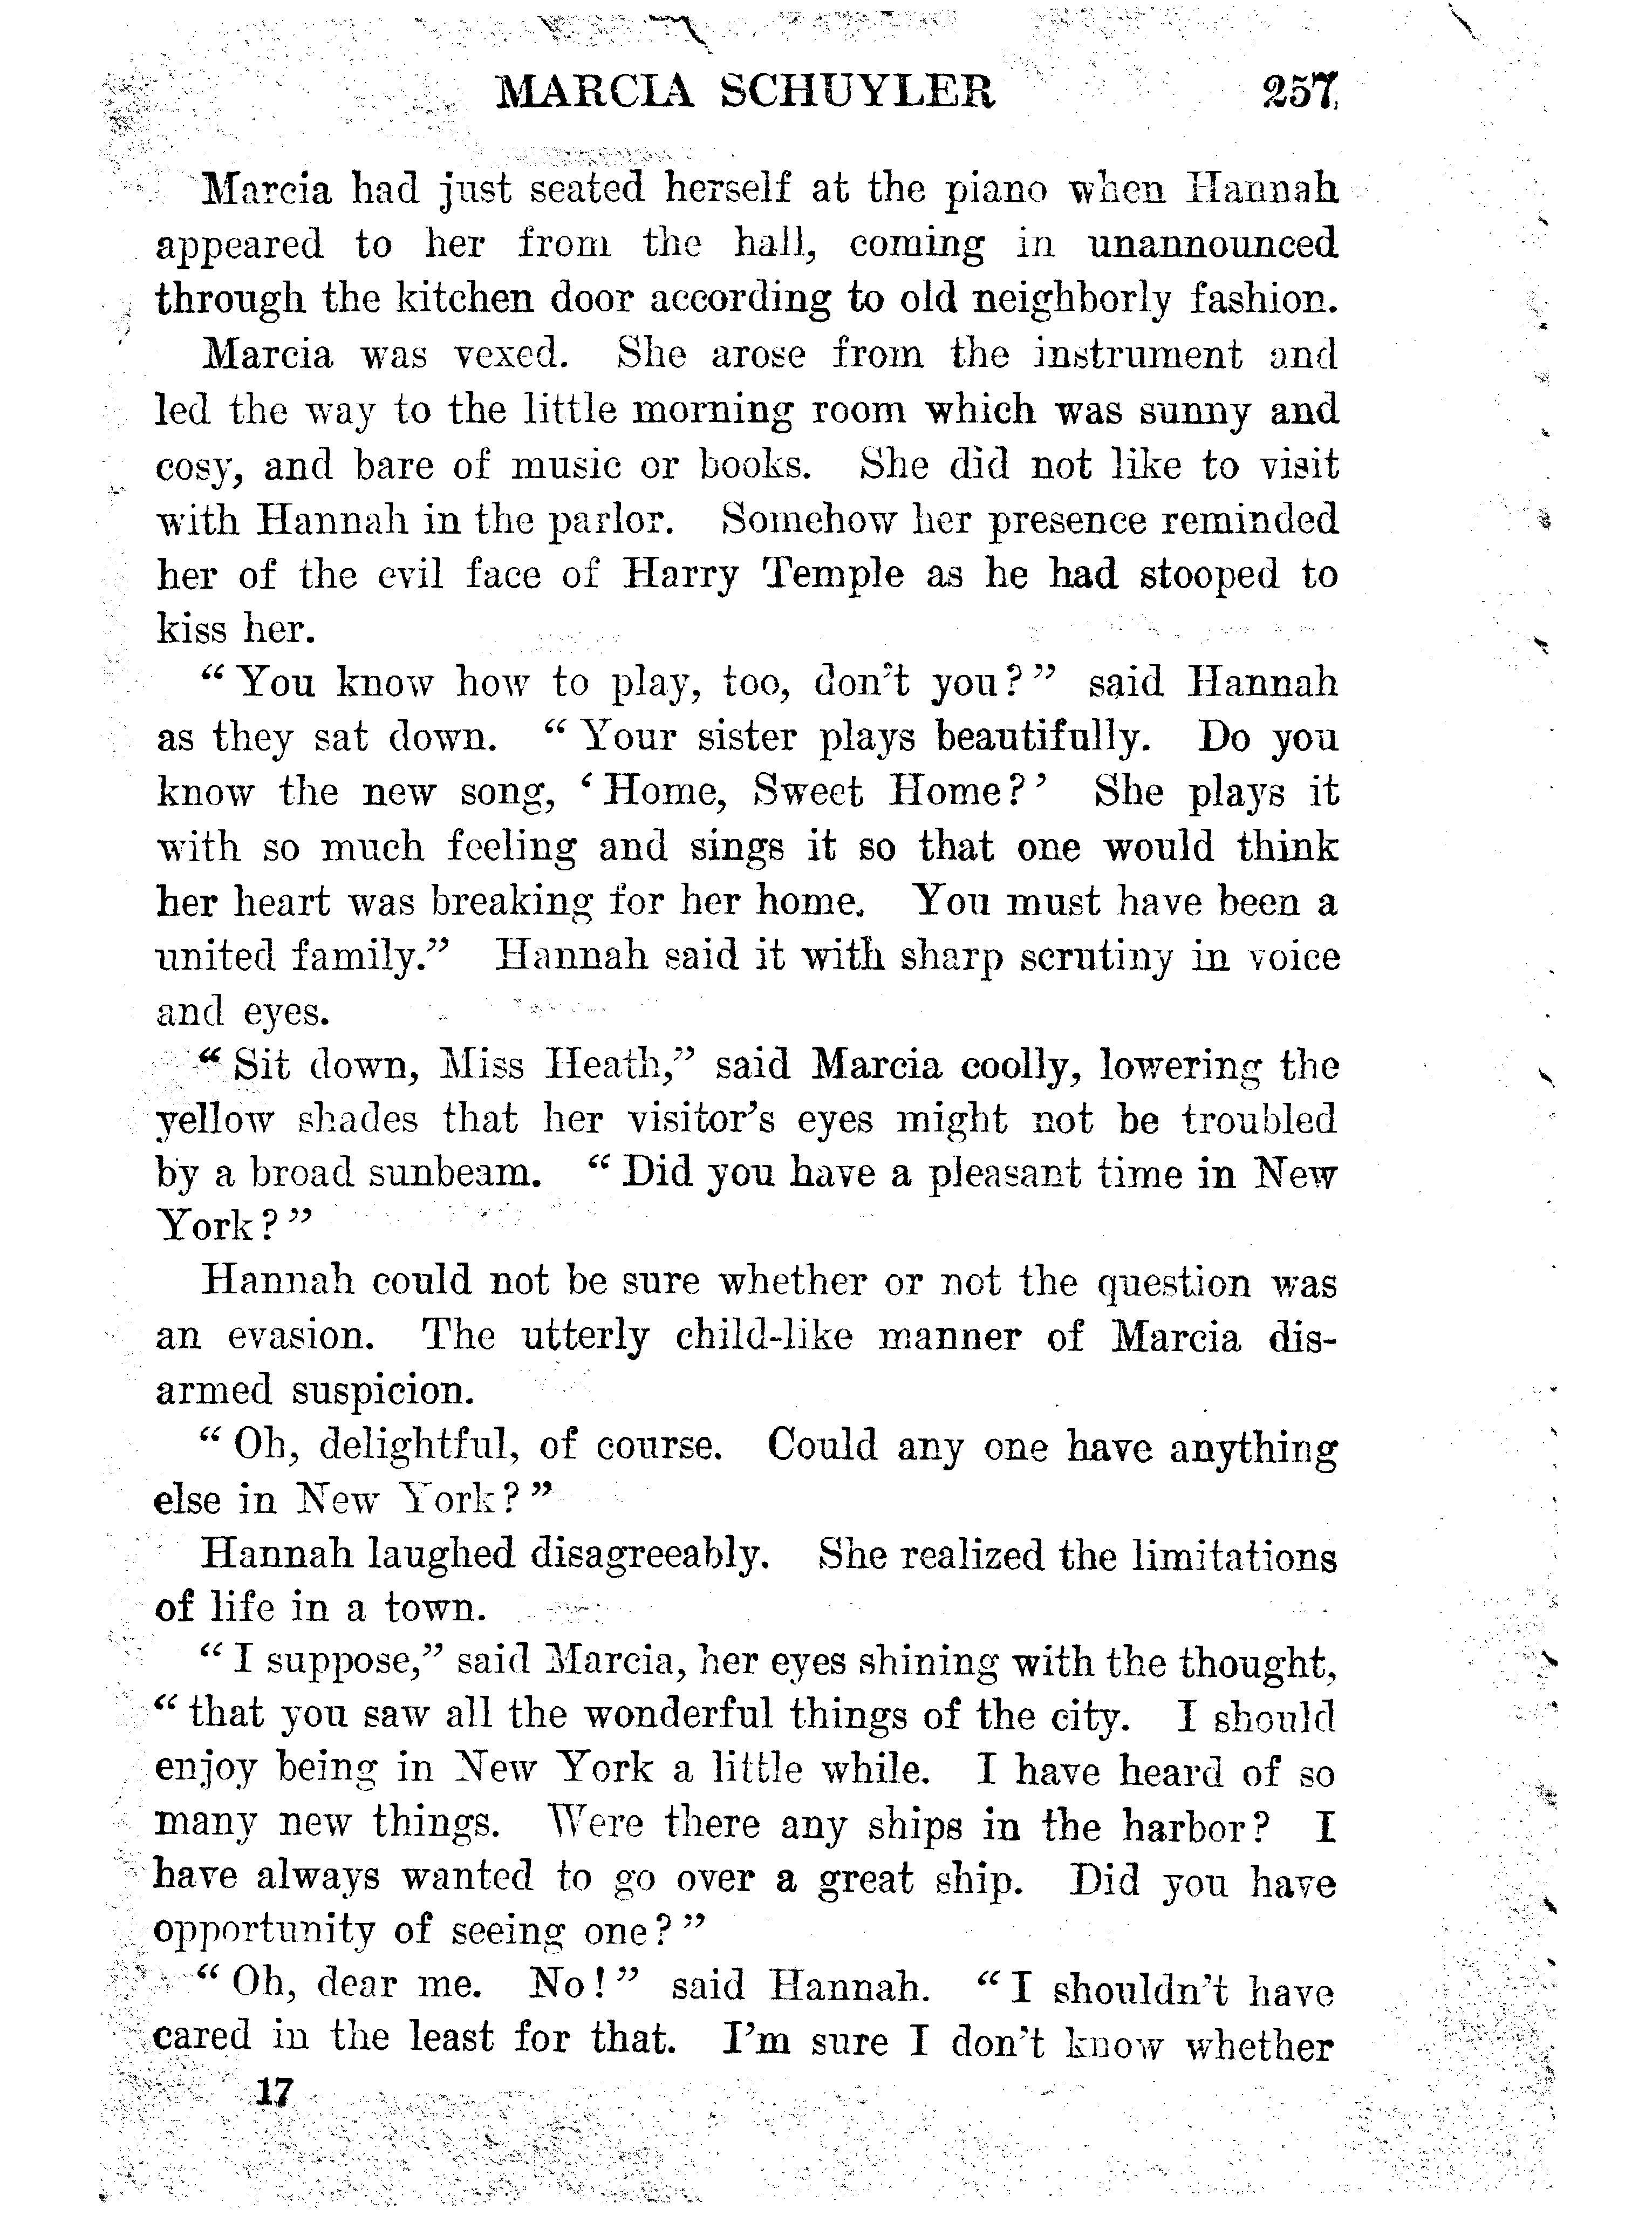 MARCIA SCHUYLER 257
Marcia had just seated herself at the piano when Hannah
appeared to her from the hall, coming in unannounced
through the kitchen door according to old neighborly fashion.
Marcia was vexed. She arose from the instrument and
led the way to the little morning room which was sunny and
cosy, and bare of music or books. She did not like to visit
with Hannah in the parlor. Somehow her presence reminded
her of the evil face of Harry Temple as he had stooped to
kiss her.
“ You know how to play, too, don't you? ” said Hannah
as they sat down. “ Your sister plays beautifully. Do you
know the new song, ‘ Home, Sweet Home? ’ She plays it
with so much feeling and sings it so that one would think
her heart was breaking for her home. You must have been a
united family.” Hannah said it with sharp scrutiny in voice
and eyes.
“ Sit down, Miss Heath,” said Marcia coolly, lowering the
yellow shades that her visitor's eyes might not be troubled
by a broad sunbeam. “ Did you have a pleasant time in New
York? ”
Hannah could not be sure whether or not the question was
an evasion. The utterly child-like manner of Marcia dis-
armed suspicion.
“ Oh, delightful, of course. Could any one have anything
else in New York? ”
Hannah laughed disagreeably. She realized the limitations
of life in a town.
“ I suppose,” said Marcia, her eyes shining with the thought,
“ that you saw all the wonderful things of the city. I should
enjoy being in New York a little while. I have heard of so
many new things. Were there any ships in the harbor? I
have always wanted to go over a great ship. Did you have
opportunity of seeing one? ”
“ Oh, dear me. No! ” said Hannah. “ I shouldn't have
cared in the least for that. I'm sure I don't know whether
17